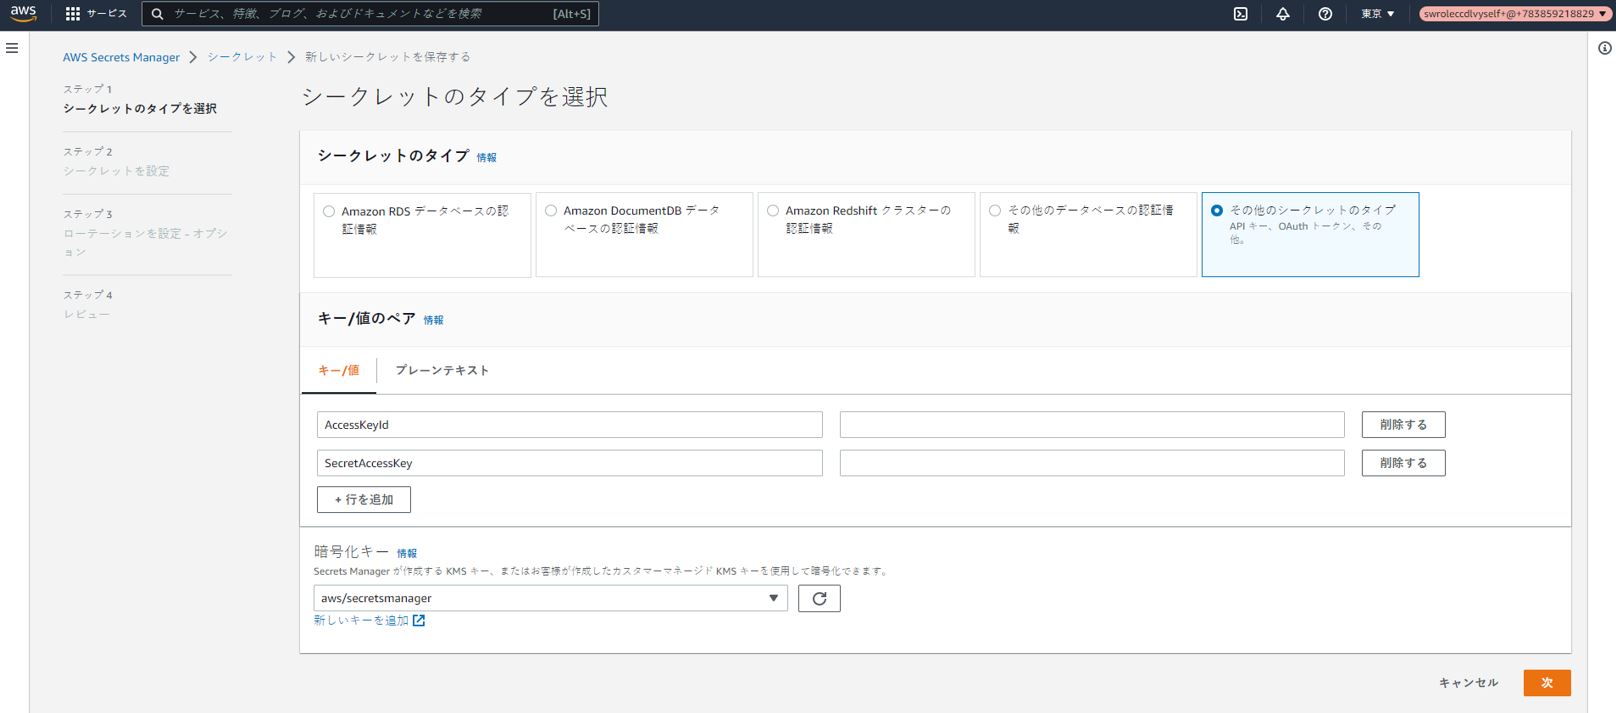 aws サービス サービス、特徴、ブログ、およびドキュメントなどを検索 [Alt+S] 東京 ▼ swroleccdlvyself+@+783859218829 ▼
AWS Secrets Manager > シークレット > 新しいシークレットを保存する
ステップ 1
シークレットのタイプを選択
ステップ 2
シークレットを設定
ステップ 3
ローテーションを設定 - オプシ
ョン
ステップ 4
レビュー
シークレットのタイプを選択
シークレットのタイプ 情報
Amazon RDS データベースの認
証情報
Amazon DocumentDB データ
ベースの認証情報
Amazon Redshift クラスターの
認証情報
その他のデータベースの認証情
報
その他のシークレットのタイプ
API キー、OAuth トークン、その
他。
キー/値のペア 情報
キー/値 プレーンテキスト
AccessKeyId 削除する
SecretAccessKey 削除する
+ 行を追加
暗号化キー 情報
Secrets Manager が作成する KMS キー、またはお客様が作成したカスタマーマネージド KMS キーを使用して暗号化できます。
aws/secretsmanager
新しいキーを追加
キャンセル 次